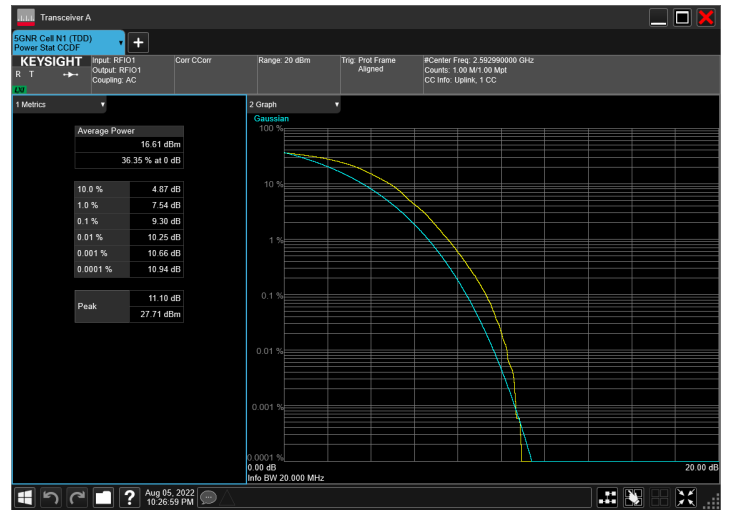 Transceiver A
5GNR Cell N1 (TDD)
Power Stat CCDF
KEYSIGHT
R T
LNI
Input: RFIO1
Output: RFIO1
Coupling: AC
Corr CCorr
Range: 20 dBm
Trig: Prot Frame
Aligned
#Center Freq: 2.592990000 GHz
Counts: 1.00 M/1.00 Mpt
CC Info: Uplink, 1 CC
1 Metrics
Average Power
16.61 dBm
36.35 % at 0 dB
10.0 % 4.87 dB
1.0 % 7.54 dB
0.1 % 9.30 dB
0.01 % 10.25 dB
0.001 % 10.66 dB
0.0001 % 10.94 dB
Peak
11.10 dB
27.71 dBm
2 Graph
Gaussian
100 %
10 %
1 %
0.1 %
0.01 %
0.001 %
0.0001 %
0.00 dB
20.00 dB
Info BW 20.000 MHz
?
Aug 05, 2022
10:26:59 PM